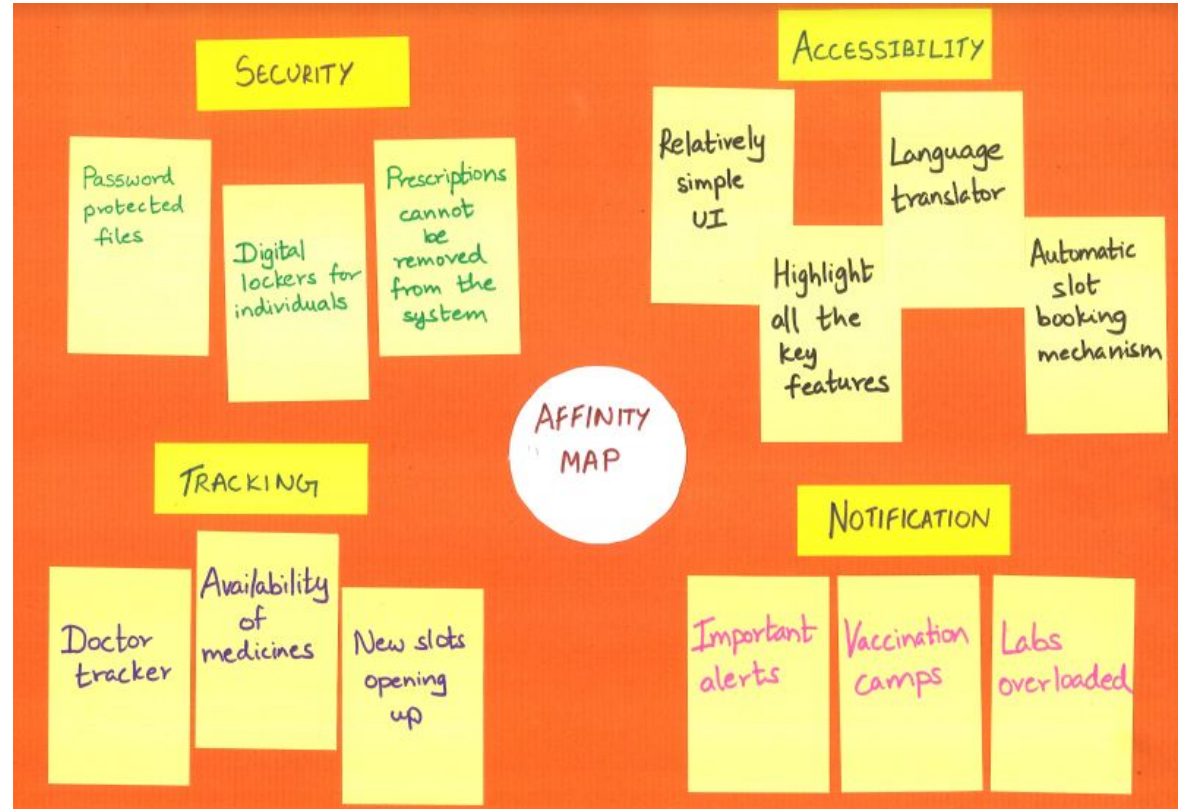 SECURITY
Password
protected
files
Digital
lockers for
individuals
Prescriptions
cannot
be
removed
from the
system
ACCESSIBILITY
Relatively
simple
UI
Highlight
all the
key
features
Language
translator
Automatic
slot
booking
mechanism
AFFINITY
MAP
TRACKING
Doctor
tracker
Availability
of
medicines
New slots
opening
up
NOTIFICATION
Important
alerts
Vaccination
camps
Labs
overloaded